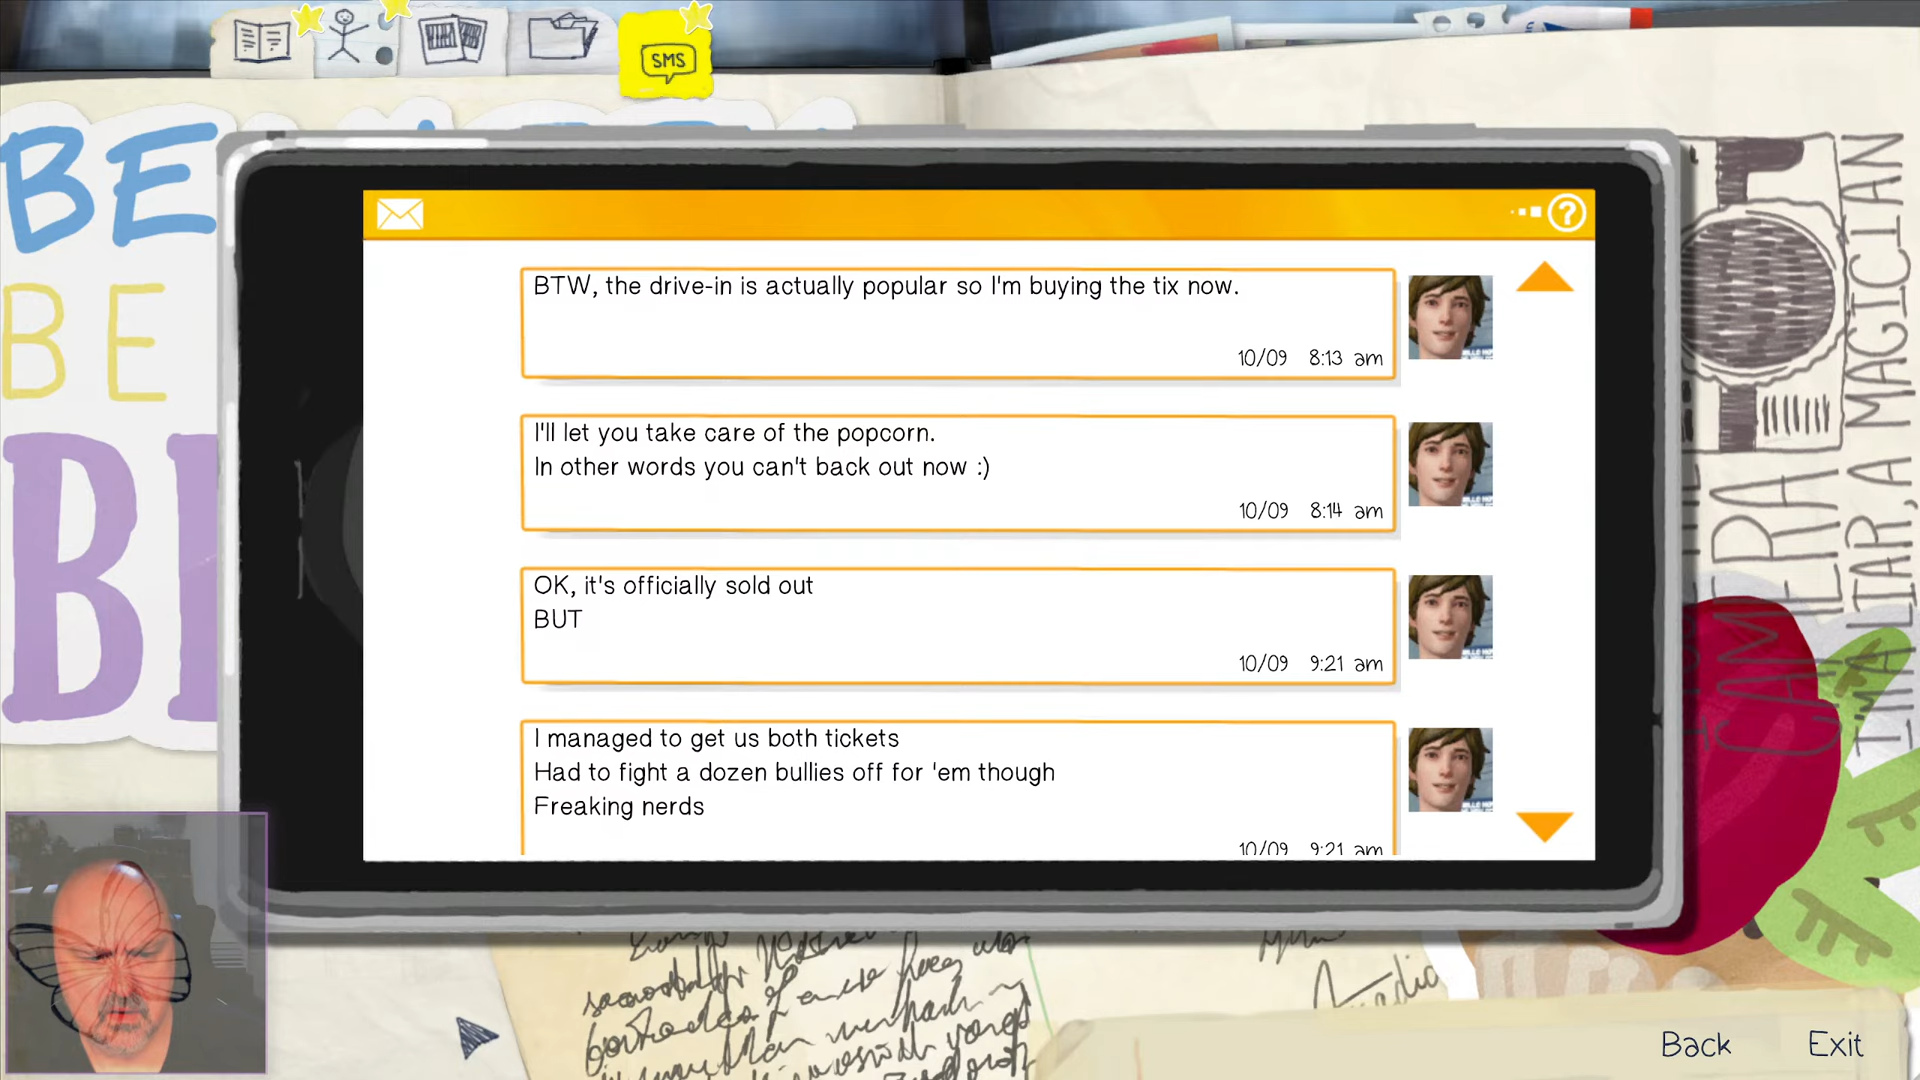 SMS
BE
BE
?
BTW, the drive-in is actually popular so I'm buying the tix now.
10/09 8:13 am
I'll let you take care of the popcorn.
In other words you can't back out now :)
10/09 8:14 am
OK, it's officially sold out
BUT
10/09 9:21 am
I managed to get us both tickets
Had to fight a dozen bullies off for 'em though
Freaking nerds
10/09 9:21 am
CAMERA
I'M A LIAR, A MAGICIAN
Back
Exit